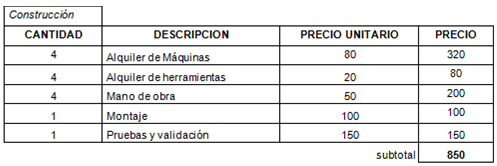 Construcción
CANTIDAD DESCRIPCION PRECIO UNITARIO PRECIO
4 Alquiler de Máquinas 80 320
4 Alquiler de herramientas 20 80
4 Mano de obra 50 200
1 Montaje 100 100
1 Pruebas y validación 150 150
subtotal 850